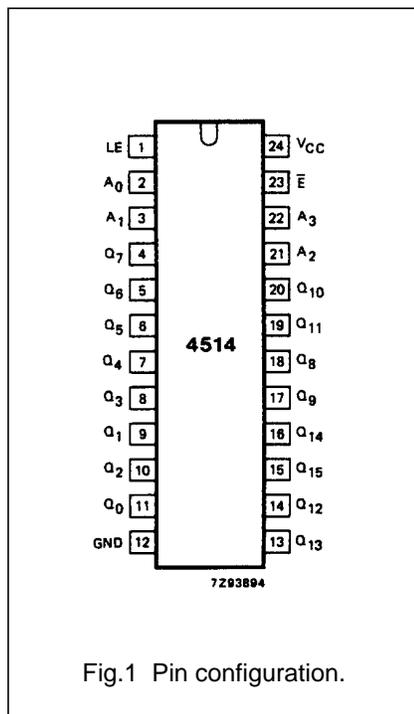 LE 1 24 VCC
A0 2 23 E̅
A1 3 22 A3
Q7 4 21 A2
Q6 5 20 Q10
Q5 6 19 Q11
Q4 7 18 Q8
Q3 8 17 Q9
Q1 9 16 Q14
Q2 10 15 Q15
Q0 11 14 Q12
GND 12 13 Q13
4514
7Z93894
Fig.1 Pin configuration.